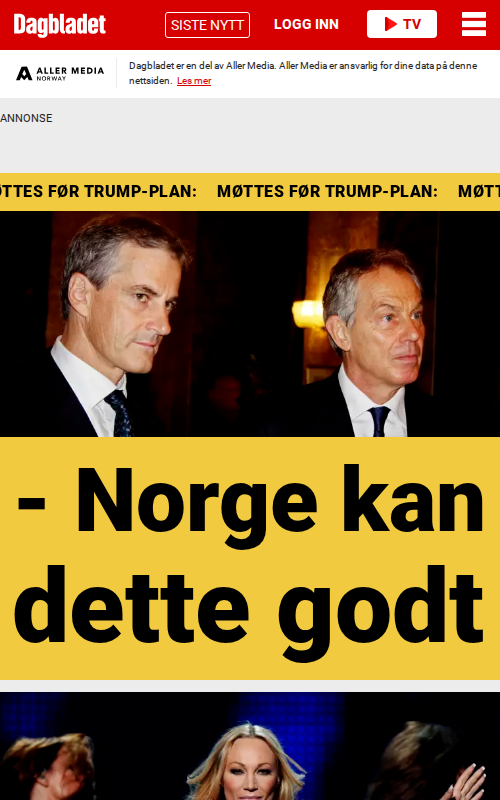 Dagbladet
SISTE NYTT
LOGG INN
TV
ALLER MEDIA
NORWAY
Dagbladet er en del av Aller Media. Aller Media er ansvarlig for dine data på denne
nettsiden. Les mer
ANNONSE
ØTTES FØR TRUMP-PLAN: MØTTES FØR TRUMP-PLAN: MØTT
- Norge kan
dette godt